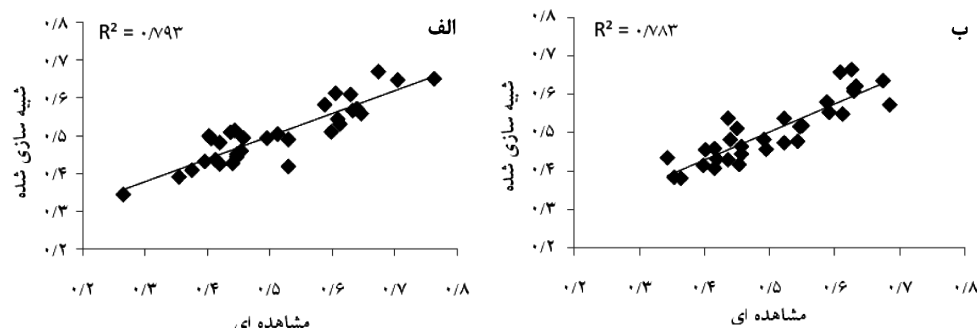 الف
R² = ۰/۷۹۳
۰/۸
۰/۷
۰/۶
۰/۵
۰/۴
۰/۳
۰/۲
شبیه سازی شده
۰/۲ ۰/۳ ۰/۴ ۰/۵ ۰/۶ ۰/۷ ۰/۸
مشاهده ای
ب
R² = ۰/۷۸۳
۰/۸
۰/۷
۰/۶
۰/۵
۰/۴
۰/۳
۰/۲
شبیه سازی شده
۰/۲ ۰/۳ ۰/۴ ۰/۵ ۰/۶ ۰/۷ ۰/۸
مشاهده ای